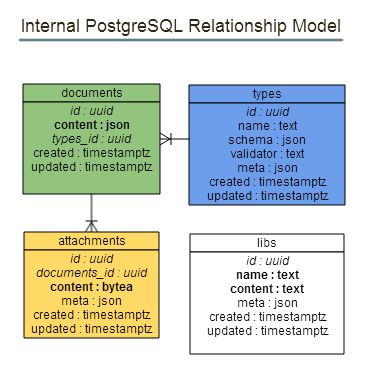 Internal PostgreSQL Relationship Model
documents
id : uuid
content : json
types_id : uuid
created : timestamptz
updated : timestamptz
types
id : uuid
name : text
schema : json
validator : text
meta : json
created : timestamptz
updated : timestamptz
attachments
id : uuid
documents_id : uuid
content : bytea
meta : json
created : timestamptz
updated : timestamptz
libs
id : uuid
name : text
content : text
meta : json
created : timestamptz
updated : timestamptz